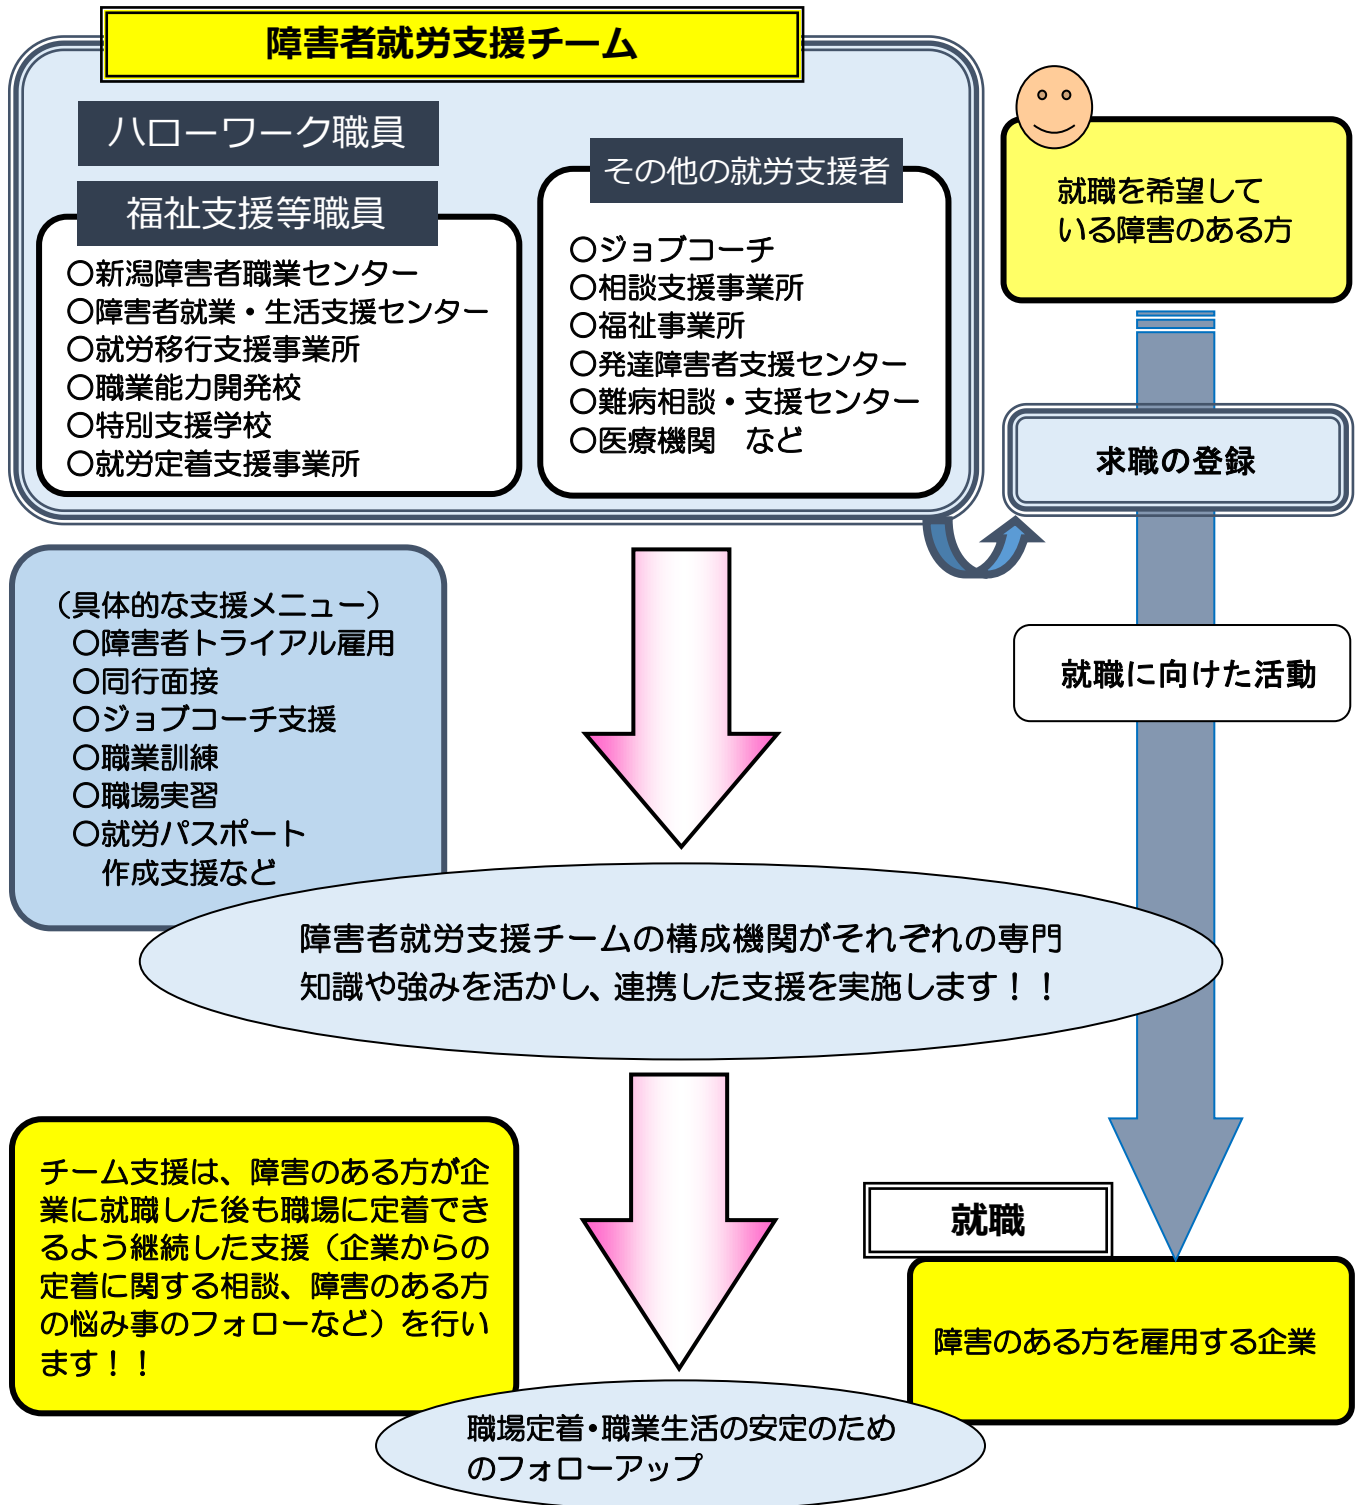 障害者就労支援チーム
ハローワーク職員
福祉支援等職員
〇新潟障害者職業センター
〇障害者就業・生活支援センター
〇就労移行支援事業所
〇職業能力開発校
〇特別支援学校
〇就労定着支援事業所
その他の就労支援者
〇ジョブコーチ
〇相談支援事業所
〇福祉事業所
〇発達障害者支援センター
〇難病相談・支援センター
〇医療機関　など
就職を希望して
いる障害のある方
求職の登録
就職に向けた活動
（具体的な支援メニュー）
〇障害者トライアル雇用
〇同行面接
〇ジョブコーチ支援
〇職業訓練
〇職場実習
〇就労パスポート
作成支援など
障害者就労支援チームの構成機関がそれぞれの専門
知識や強みを活かし、連携した支援を実施します！！
チーム支援は、障害のある方が企
業に就職した後も職場に定着でき
るよう継続した支援（企業からの
定着に関する相談、障害のある方
の悩み事のフォローなど）を行い
ます！！
就職
障害のある方を雇用する企業
職場定着・職業生活の安定のため
のフォローアップ